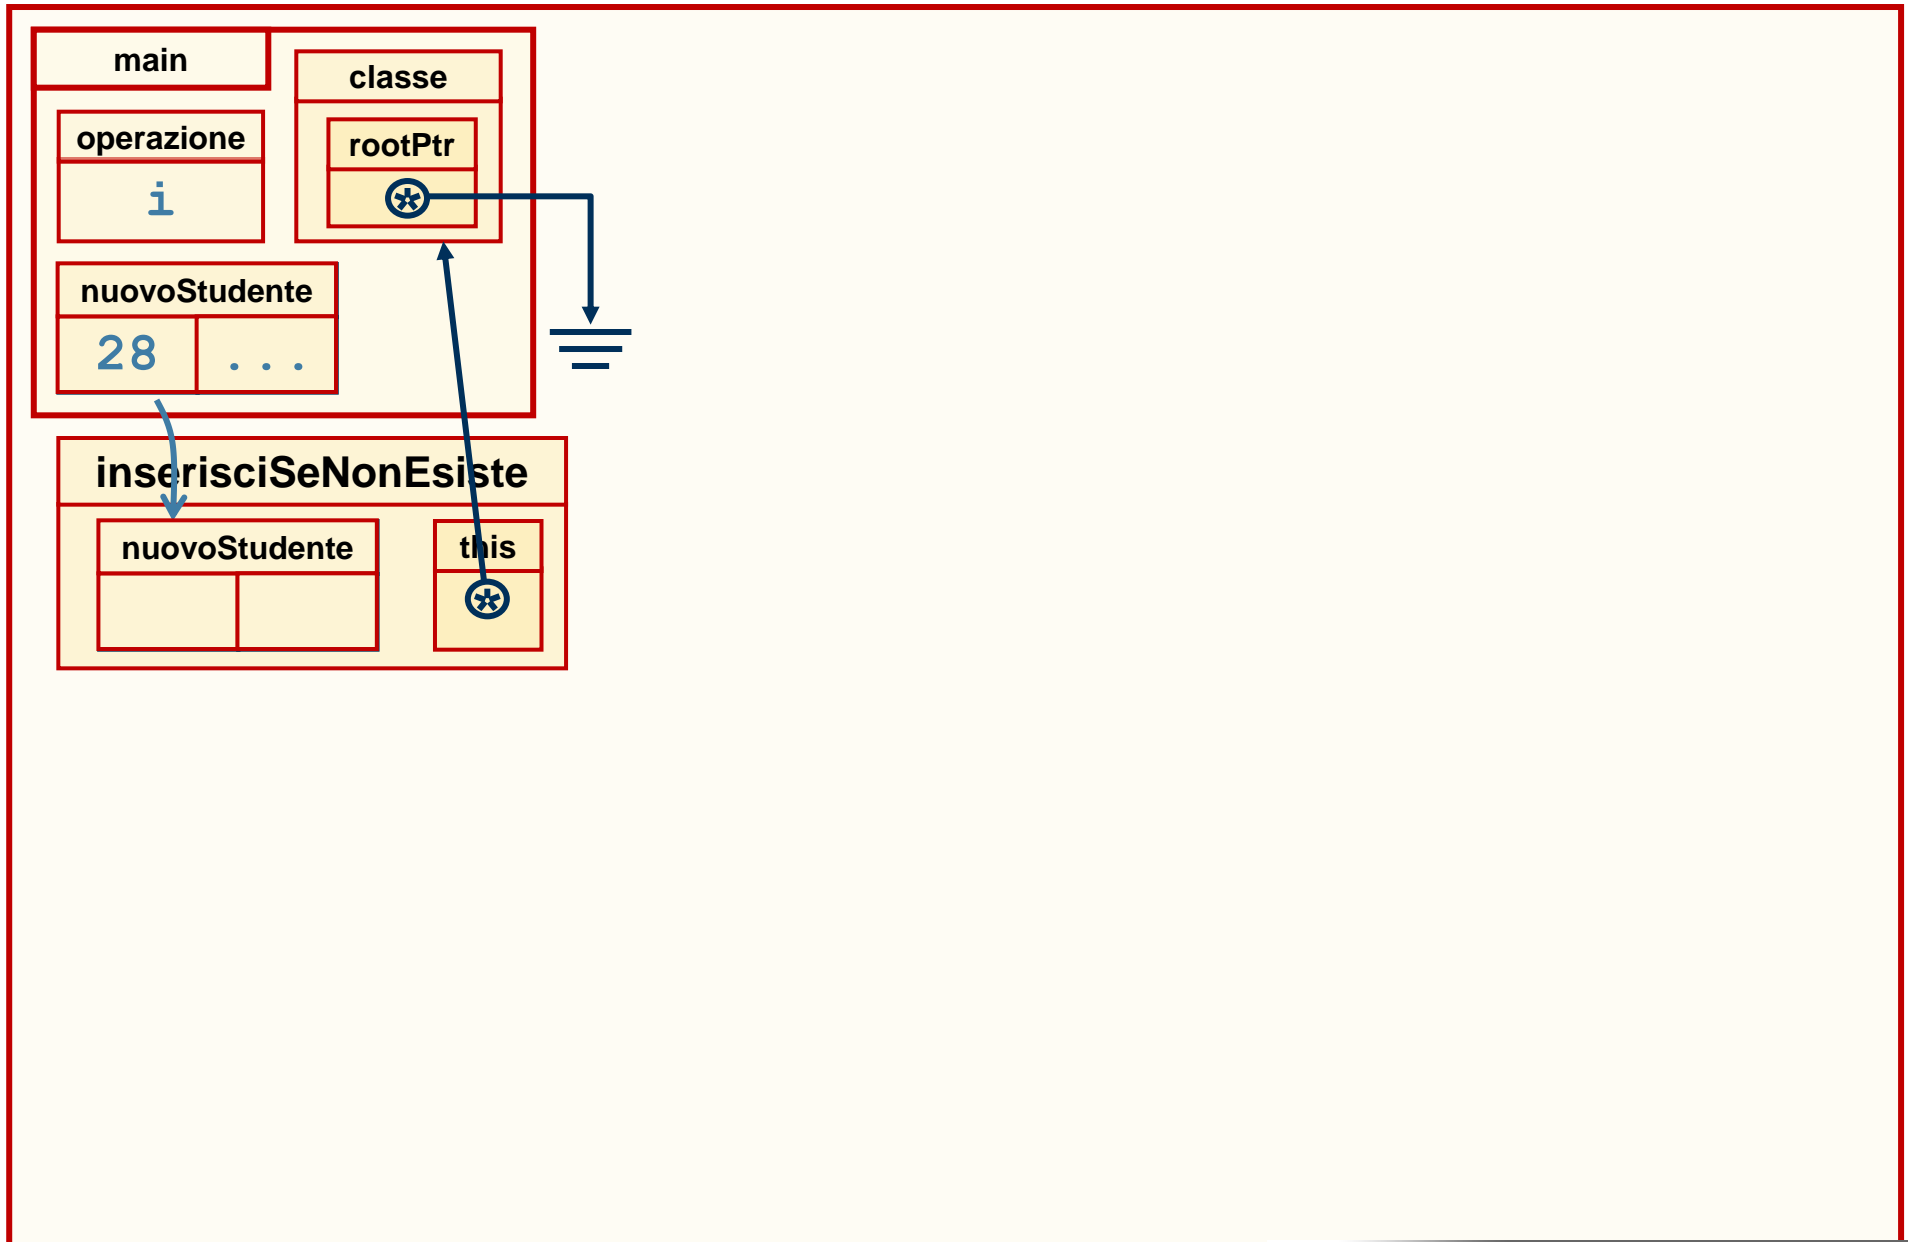 main
classe
operazione
rootPtr
i
*
nuovoStudente
28 ...
inserisciSeNonEsiste
nuovoStudente this
*